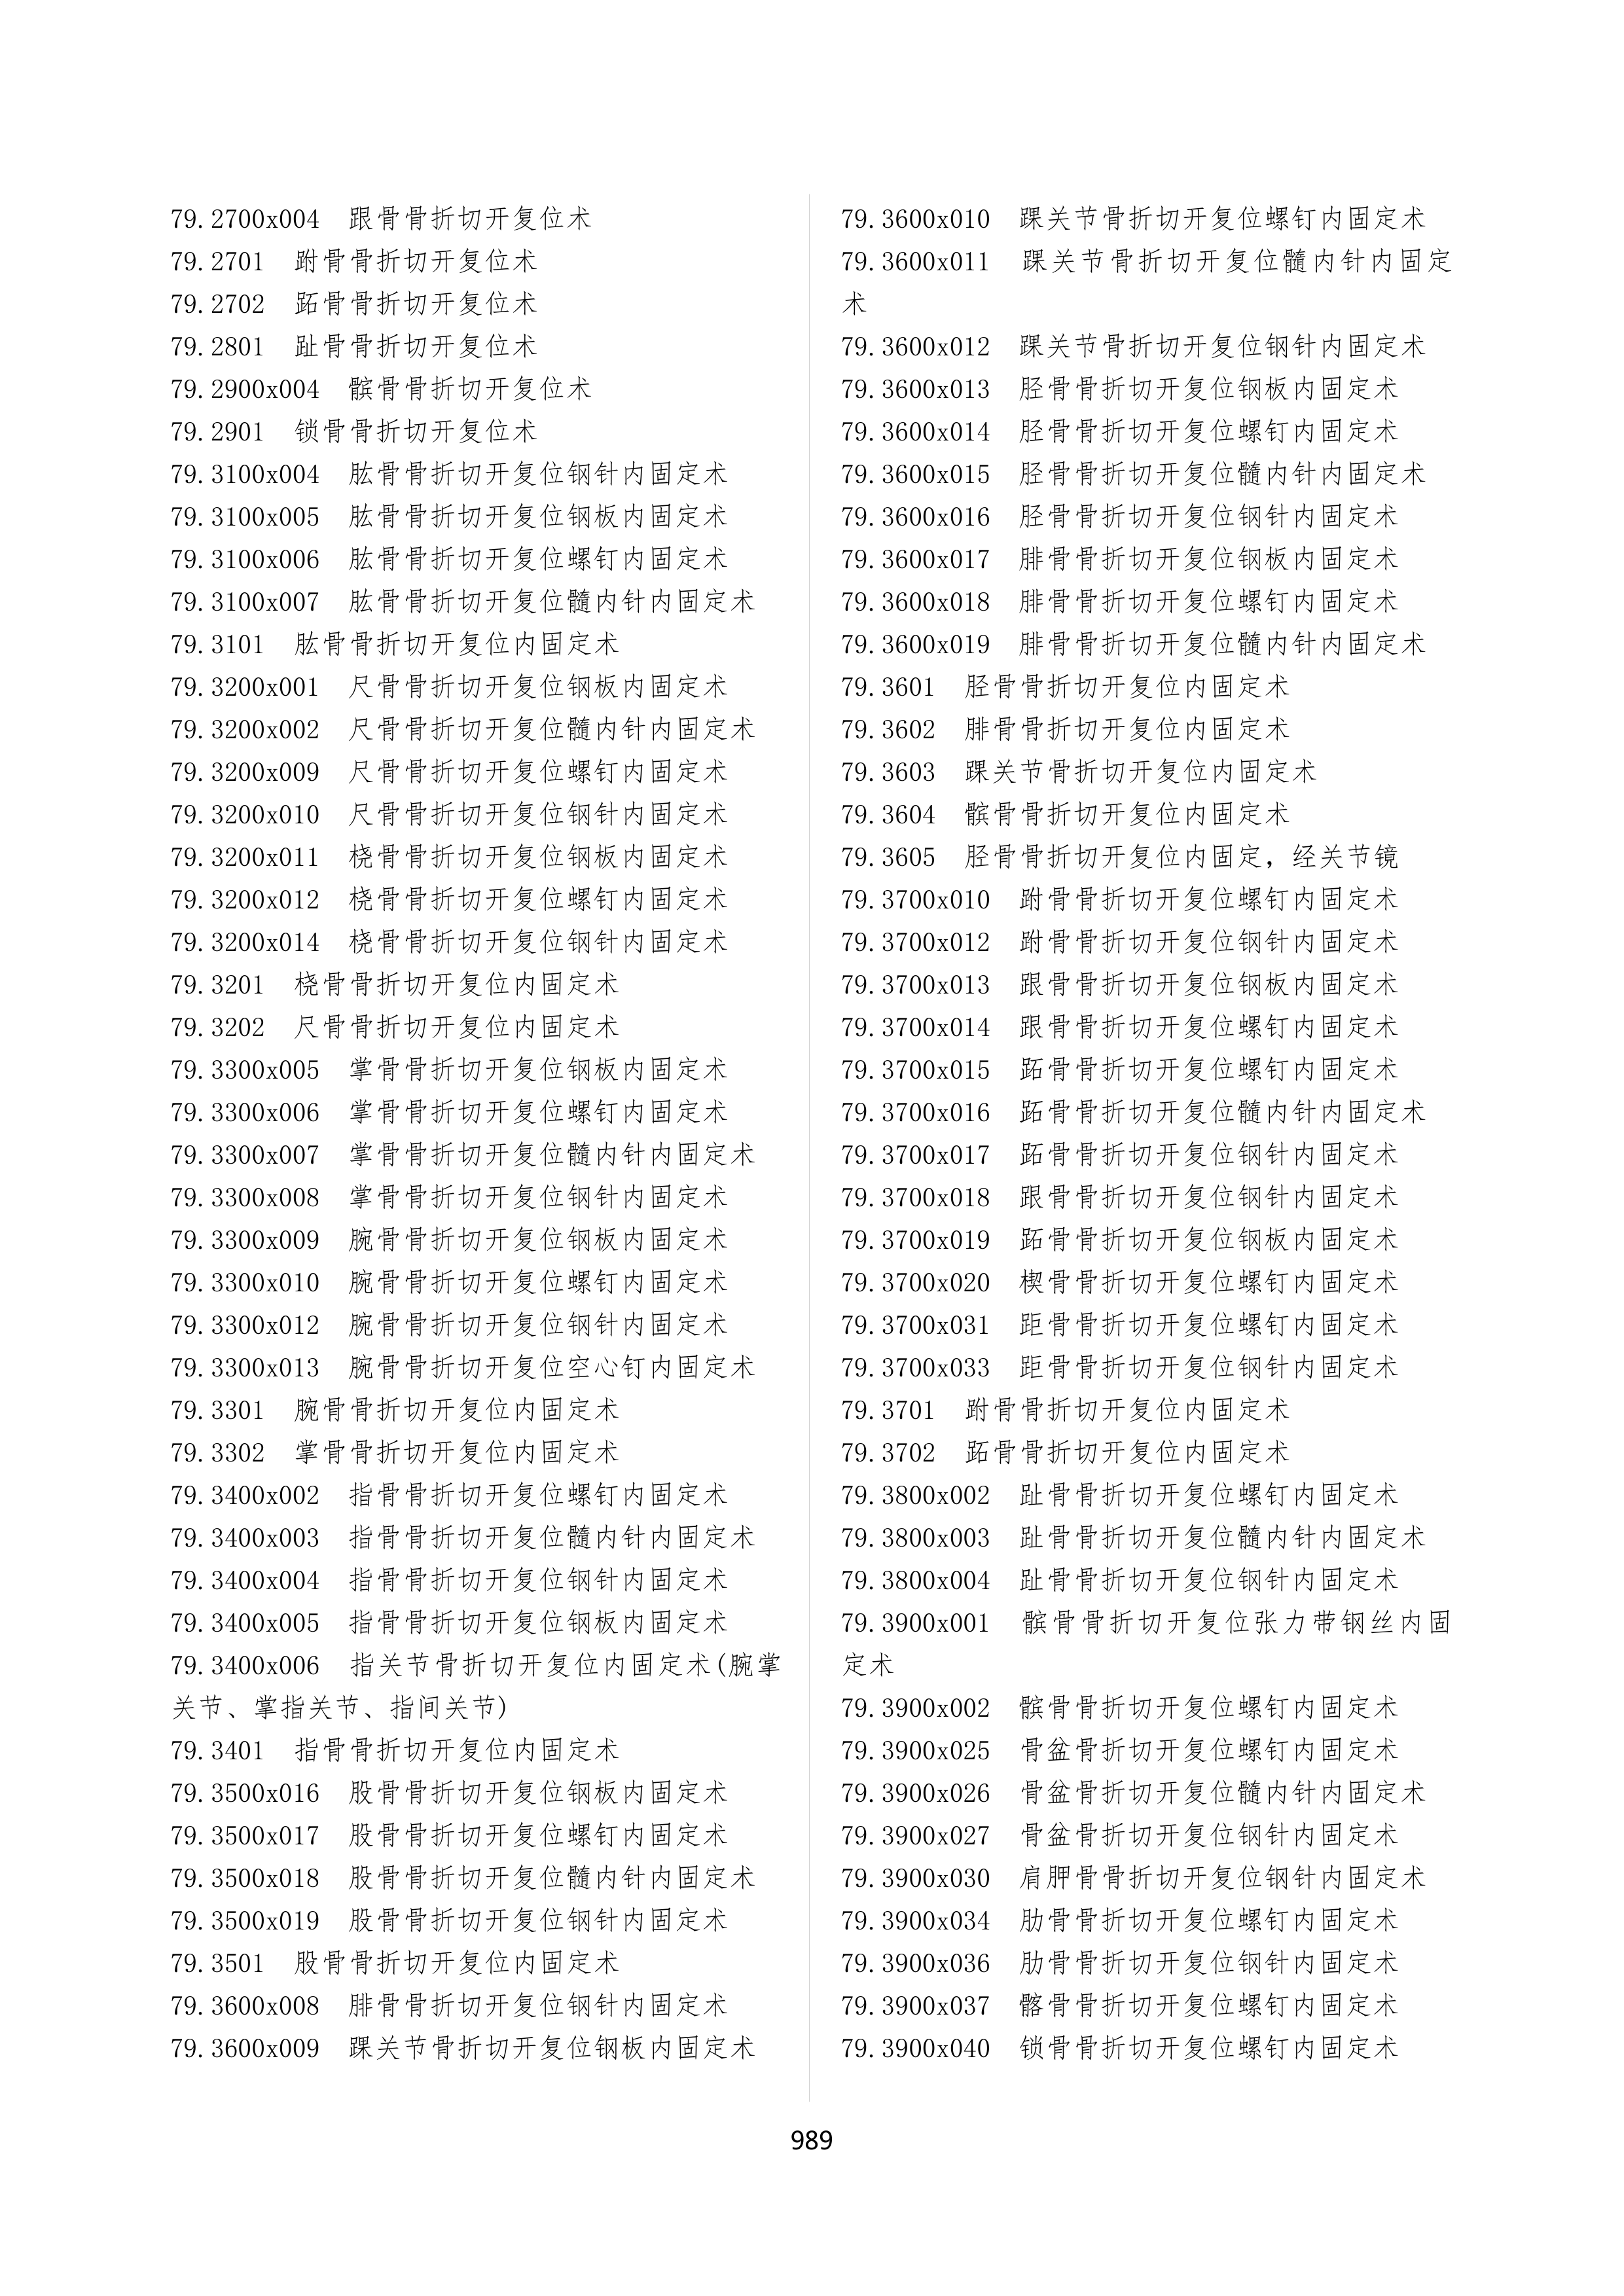 79.2700x004 跟骨骨折切开复位术
79.2701 跗骨骨折切开复位术
79.2702 跖骨骨折切开复位术
79.2801 趾骨骨折切开复位术
79.2900x004 髌骨骨折切开复位术
79.2901 锁骨骨折切开复位术
79.3100x004 肱骨骨折切开复位钢针内固定术
79.3100x005 肱骨骨折切开复位钢板内固定术
79.3100x006 肱骨骨折切开复位螺钉内固定术
79.3100x007 肱骨骨折切开复位髓内针内固定术
79.3101 肱骨骨折切开复位内固定术
79.3200x001 尺骨骨折切开复位钢板内固定术
79.3200x002 尺骨骨折切开复位髓内针内固定术
79.3200x009 尺骨骨折切开复位螺钉内固定术
79.3200x010 尺骨骨折切开复位钢针内固定术
79.3200x011 桡骨骨折切开复位钢板内固定术
79.3200x012 桡骨骨折切开复位螺钉内固定术
79.3200x014 桡骨骨折切开复位钢针内固定术
79.3201 桡骨骨折切开复位内固定术
79.3202 尺骨骨折切开复位内固定术
79.3300x005 掌骨骨折切开复位钢板内固定术
79.3300x006 掌骨骨折切开复位螺钉内固定术
79.3300x007 掌骨骨折切开复位髓内针内固定术
79.3300x008 掌骨骨折切开复位钢针内固定术
79.3300x009 腕骨骨折切开复位钢板内固定术
79.3300x010 腕骨骨折切开复位螺钉内固定术
79.3300x012 腕骨骨折切开复位钢针内固定术
79.3300x013 腕骨骨折切开复位空心钉内固定术
79.3301 腕骨骨折切开复位内固定术
79.3302 掌骨骨折切开复位内固定术
79.3400x002 指骨骨折切开复位螺钉内固定术
79.3400x003 指骨骨折切开复位髓内针内固定术
79.3400x004 指骨骨折切开复位钢针内固定术
79.3400x005 指骨骨折切开复位钢板内固定术
79.3400x006 指关节骨折切开复位内固定术(腕掌
关节、掌指关节、指间关节)
79.3401 指骨骨折切开复位内固定术
79.3500x016 股骨骨折切开复位钢板内固定术
79.3500x017 股骨骨折切开复位螺钉内固定术
79.3500x018 股骨骨折切开复位髓内针内固定术
79.3500x019 股骨骨折切开复位钢针内固定术
79.3501 股骨骨折切开复位内固定术
79.3600x008 腓骨骨折切开复位钢针内固定术
79.3600x009 踝关节骨折切开复位钢板内固定术
79.3600x010 踝关节骨折切开复位螺钉内固定术
79.3600x011 踝关节骨折切开复位髓内针内固定
术
79.3600x012 踝关节骨折切开复位钢针内固定术
79.3600x013 胫骨骨折切开复位钢板内固定术
79.3600x014 胫骨骨折切开复位螺钉内固定术
79.3600x015 胫骨骨折切开复位髓内针内固定术
79.3600x016 胫骨骨折切开复位钢针内固定术
79.3600x017 腓骨骨折切开复位钢板内固定术
79.3600x018 腓骨骨折切开复位螺钉内固定术
79.3600x019 腓骨骨折切开复位髓内针内固定术
79.3601 胫骨骨折切开复位内固定术
79.3602 腓骨骨折切开复位内固定术
79.3603 踝关节骨折切开复位内固定术
79.3604 髌骨骨折切开复位内固定术
79.3605 胫骨骨折切开复位内固定，经关节镜
79.3700x010 跗骨骨折切开复位螺钉内固定术
79.3700x012 跗骨骨折切开复位钢针内固定术
79.3700x013 跟骨骨折切开复位钢板内固定术
79.3700x014 跟骨骨折切开复位螺钉内固定术
79.3700x015 跖骨骨折切开复位螺钉内固定术
79.3700x016 跖骨骨折切开复位髓内针内固定术
79.3700x017 跖骨骨折切开复位钢针内固定术
79.3700x018 跟骨骨折切开复位钢针内固定术
79.3700x019 跖骨骨折切开复位钢板内固定术
79.3700x020 楔骨骨折切开复位螺钉内固定术
79.3700x031 距骨骨折切开复位螺钉内固定术
79.3700x033 距骨骨折切开复位钢针内固定术
79.3701 跗骨骨折切开复位内固定术
79.3702 跖骨骨折切开复位内固定术
79.3800x002 趾骨骨折切开复位螺钉内固定术
79.3800x003 趾骨骨折切开复位髓内针内固定术
79.3800x004 趾骨骨折切开复位钢针内固定术
79.3900x001 髌骨骨折切开复位张力带钢丝内固
定术
79.3900x002 髌骨骨折切开复位螺钉内固定术
79.3900x025 骨盆骨折切开复位螺钉内固定术
79.3900x026 骨盆骨折切开复位髓内针内固定术
79.3900x027 骨盆骨折切开复位钢针内固定术
79.3900x030 肩胛骨骨折切开复位钢针内固定术
79.3900x034 肋骨骨折切开复位螺钉内固定术
79.3900x036 肋骨骨折切开复位钢针内固定术
79.3900x037 髂骨骨折切开复位螺钉内固定术
79.3900x040 锁骨骨折切开复位螺钉内固定术
989